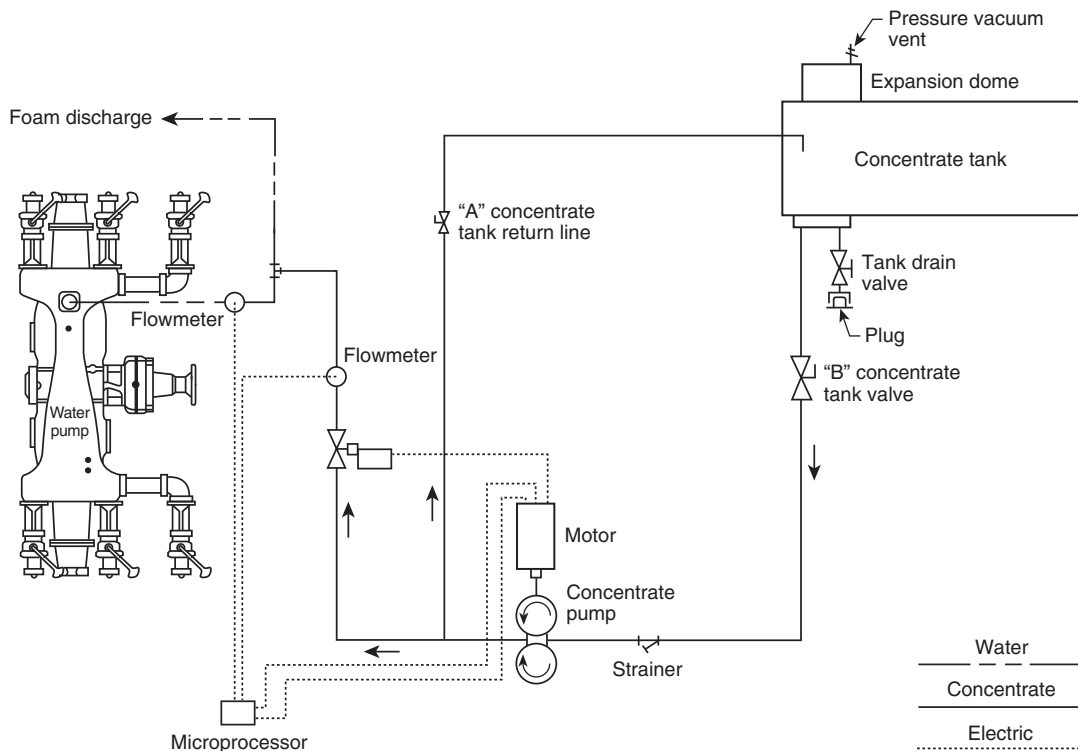 Pressure vacuum
vent
Expansion dome
Foam discharge
Concentrate tank
"A" concentrate
tank return line
Tank drain
valve
Flowmeter
Plug
Flowmeter
"B" concentrate
tank valve
Water
pump
Motor
Concentrate
pump
Strainer
Water
Concentrate
Electric
Microprocessor